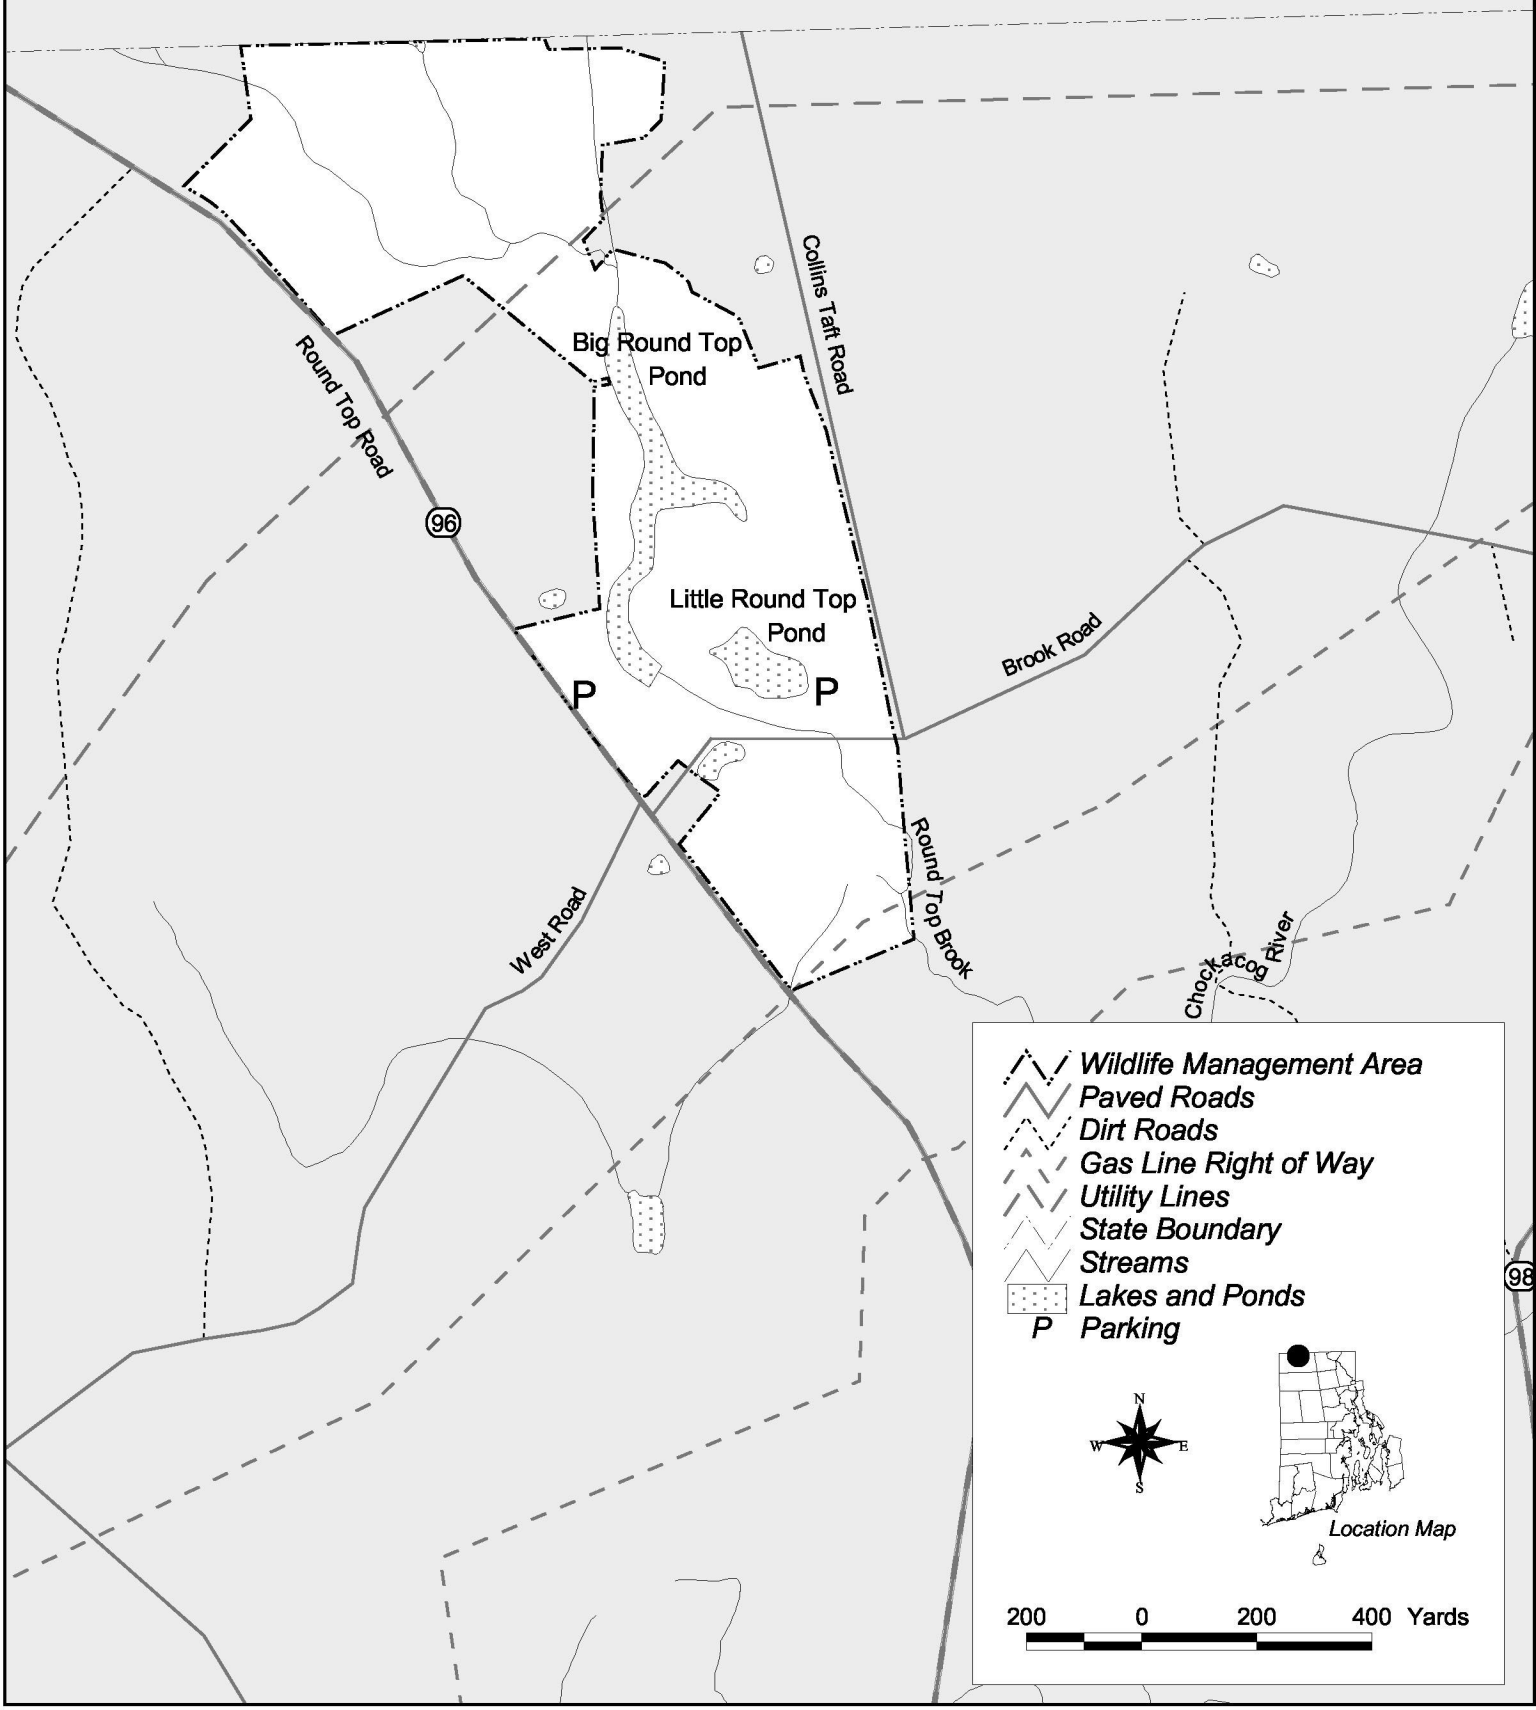 Collins Taft Road
Big Round Top
Pond
Round Top Road
96
Little Round Top
Pond
P
P
Brook Road
Round Top Brook
West Road
Chockacog River
Wildlife Management Area
Paved Roads
Dirt Roads
Gas Line Right of Way
Utility Lines
State Boundary
Streams
Lakes and Ponds
P Parking
98
N
W E
S
Location Map
200 0 200 400 Yards